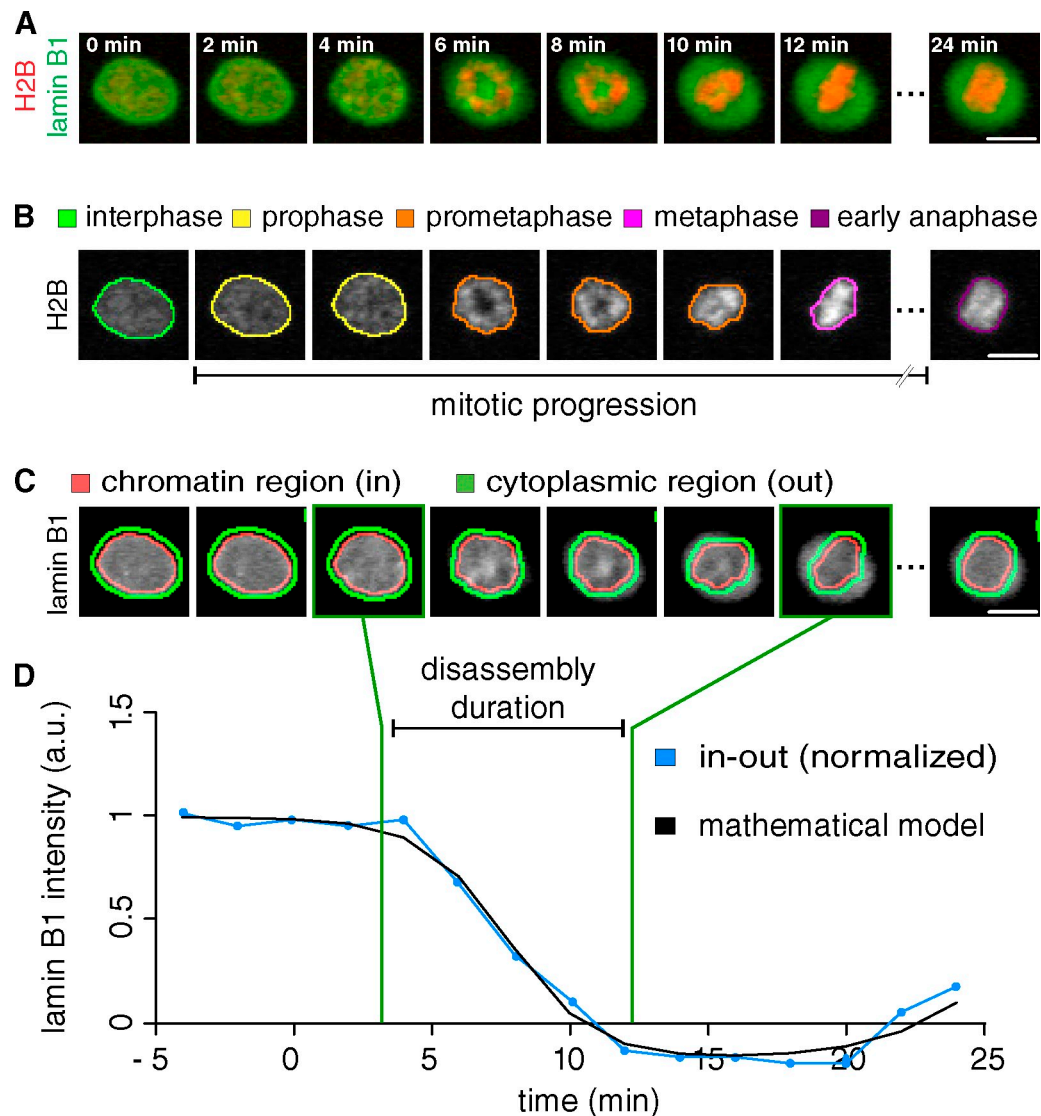 A
H2B
lamin B1
0 min 2 min 4 min 6 min 8 min 10 min 12 min ... 24 min
B
interphase prophase prometaphase metaphase early anaphase
H2B
...
mitotic progression
C
chromatin region (in) cytoplasmic region (out)
lamin B1
...
D
disassembly
duration
in-out (normalized)
mathematical model
lamin B1 intensity (a.u.)
1.5
1
0.5
0
- 5 0 5 10 15 20 25
time (min)